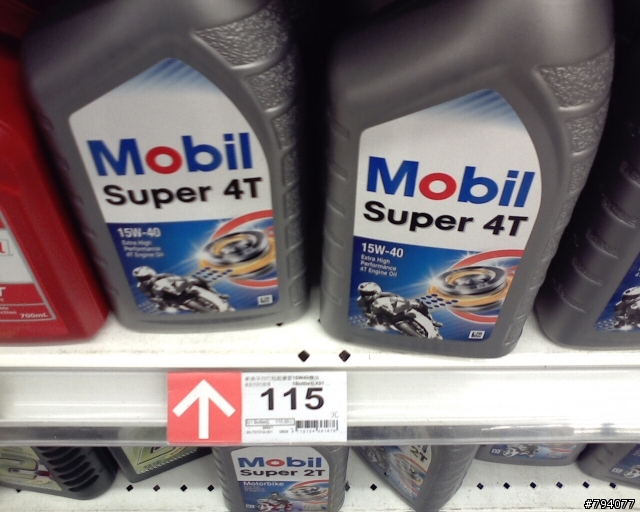 Mobil
Super 4T
15W-40
Extra High
Performance
4T Engine Oil
Mobil
Super 4T
15W-40
Extra High
Performance
4T Engine Oil
700mL
115
Mobil
Super 2T
Motorbike
#794077